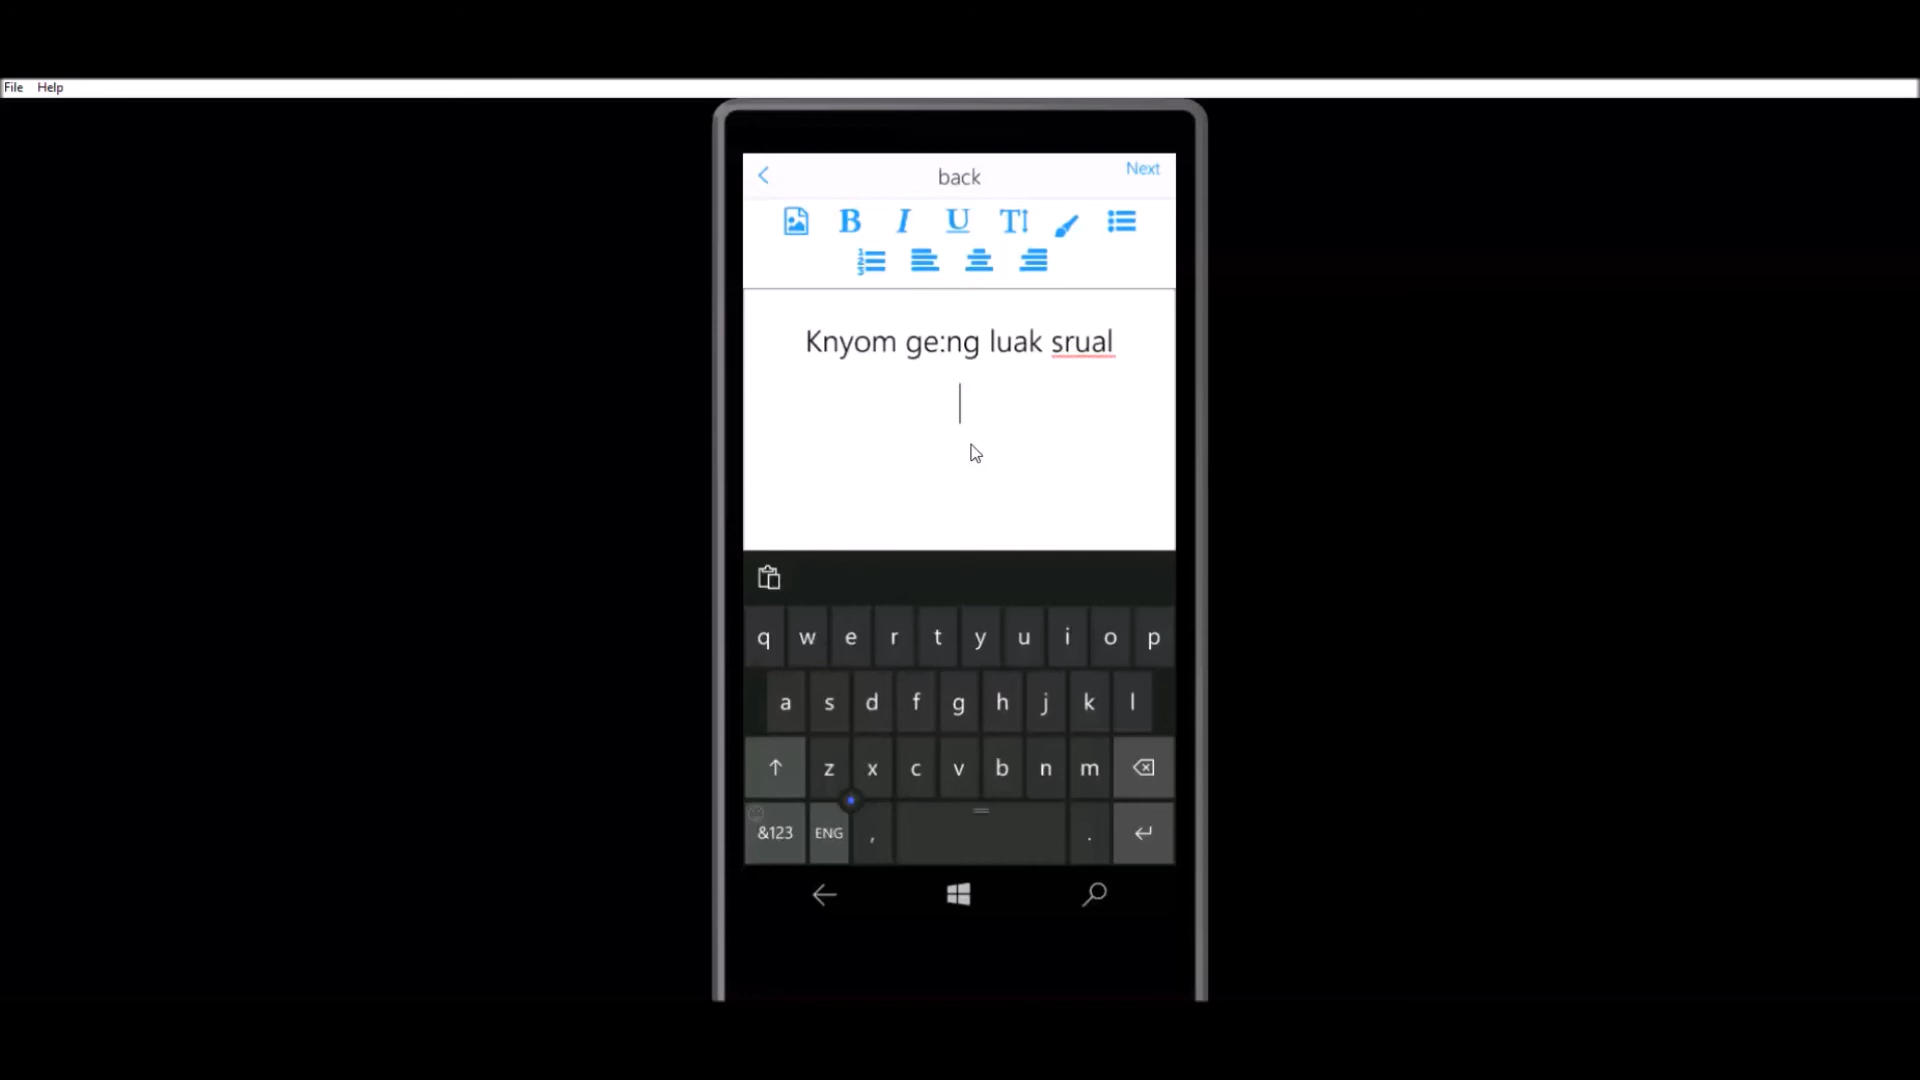 File Help
back
Next
B I U T
Knyom ge:ng luak srual
q w e r t y u i o p
a s d f g h j k l
z x c v b n m
&123 ENG , .